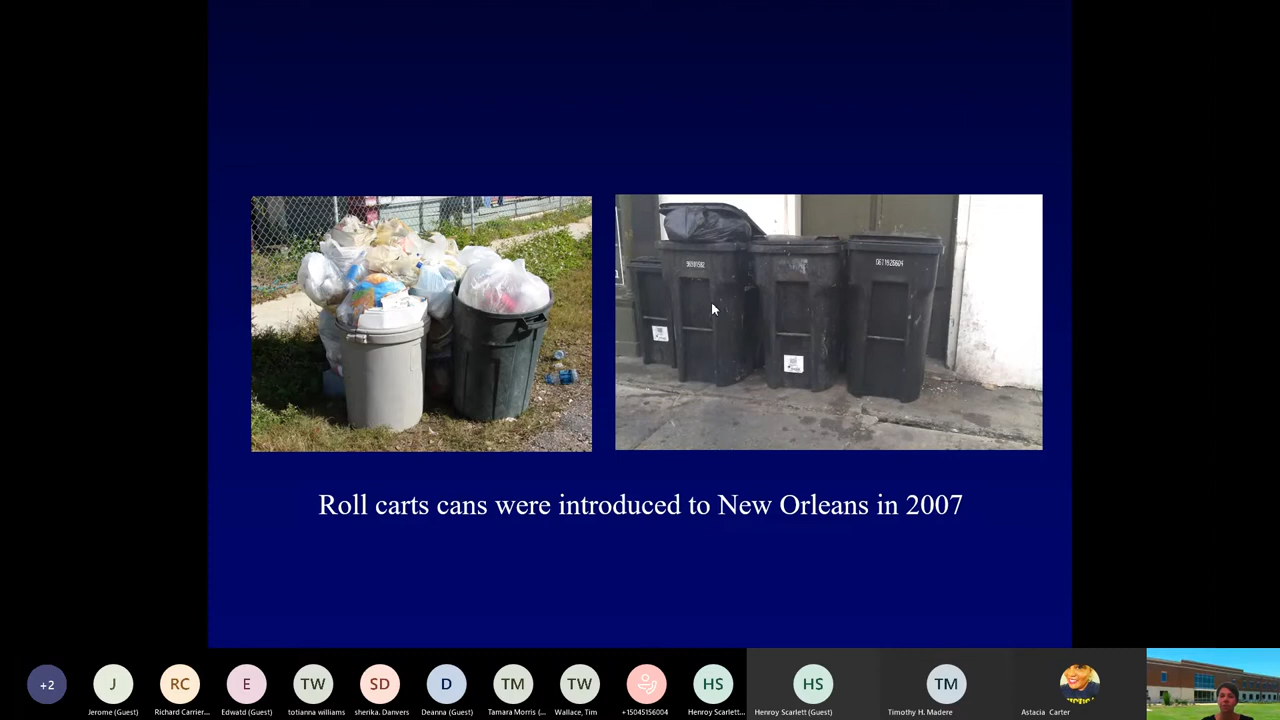 Roll carts cans were introduced to New Orleans in 2007
+2
J
RC
E
TW
SD
D
TM
TW
HS
HS
TM
Jerome (Guest)
Richard Carrier...
Edwatd (Guest)
totianna williams
sherika. Danvers
Deanna (Guest)
Tamara Morris (...
Wallace, Tim
+15045156004
Henroy Scarlett...
Henroy Scarlett (Guest)
Timothy H. Madere
Astacia Carter